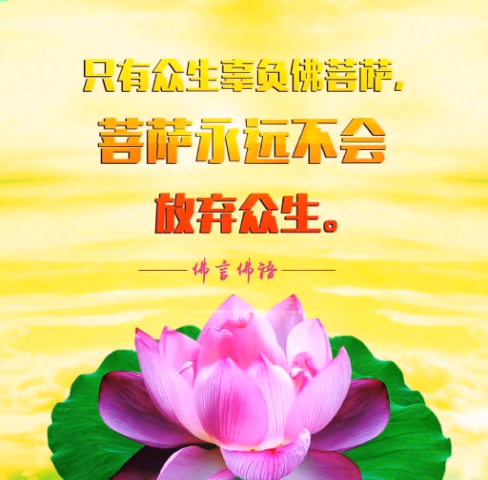 只有众生辜负佛菩萨,
菩萨永远不会
放弃众生。
佛言佛语